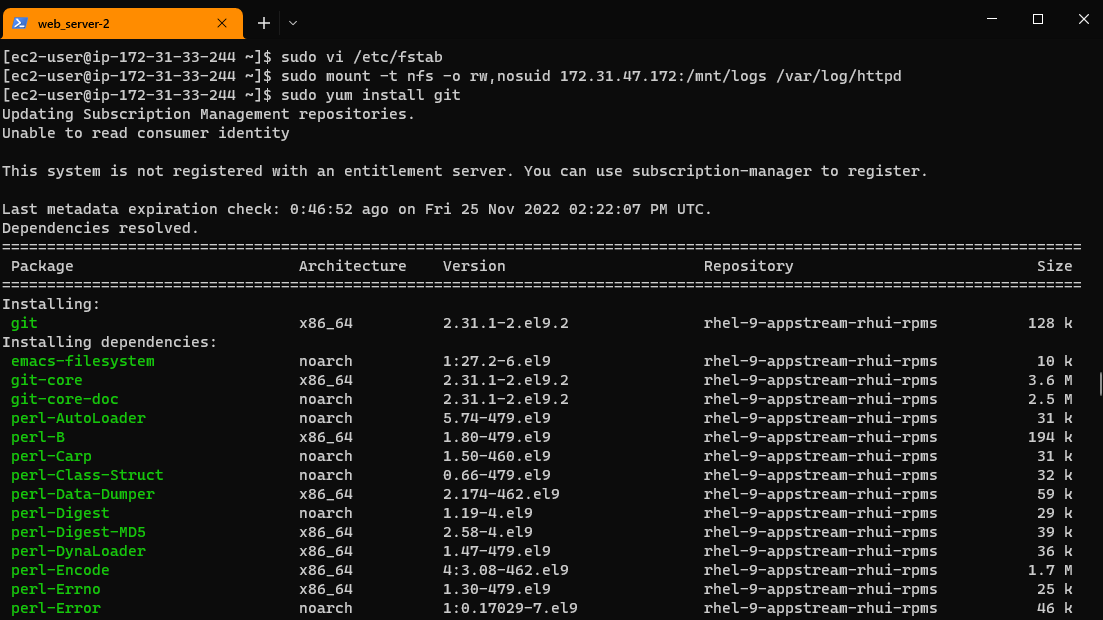 web_server-2
[ec2-user@ip-172-31-33-244 ~]$ sudo vi /etc/fstab
[ec2-user@ip-172-31-33-244 ~]$ sudo mount -t nfs -o rw,nosuid 172.31.47.172:/mnt/logs /var/log/httpd
[ec2-user@ip-172-31-33-244 ~]$ sudo yum install git
Updating Subscription Management repositories.
Unable to read consumer identity
This system is not registered with an entitlement server. You can use subscription-manager to register.
Last metadata expiration check: 0:46:52 ago on Fri 25 Nov 2022 02:22:07 PM UTC.
Dependencies resolved.
========================================================================================================================
Package Architecture Version Repository Size
========================================================================================================================
Installing:
git x86_64 2.31.1-2.el9.2 rhel-9-appstream-rhui-rpms 128 k
Installing dependencies:
emacs-filesystem noarch 1:27.2-6.el9 rhel-9-appstream-rhui-rpms 10 k
git-core x86_64 2.31.1-2.el9.2 rhel-9-appstream-rhui-rpms 3.6 M
git-core-doc noarch 2.31.1-2.el9.2 rhel-9-appstream-rhui-rpms 2.5 M
perl-AutoLoader noarch 5.74-479.el9 rhel-9-appstream-rhui-rpms 31 k
perl-B x86_64 1.80-479.el9 rhel-9-appstream-rhui-rpms 194 k
perl-Carp noarch 1.50-460.el9 rhel-9-appstream-rhui-rpms 31 k
perl-Class-Struct noarch 0.66-479.el9 rhel-9-appstream-rhui-rpms 32 k
perl-Data-Dumper x86_64 2.174-462.el9 rhel-9-appstream-rhui-rpms 59 k
perl-Digest noarch 1.19-4.el9 rhel-9-appstream-rhui-rpms 29 k
perl-Digest-MD5 x86_64 2.58-4.el9 rhel-9-appstream-rhui-rpms 39 k
perl-DynaLoader x86_64 1.47-479.el9 rhel-9-appstream-rhui-rpms 36 k
perl-Encode x86_64 4:3.08-462.el9 rhel-9-appstream-rhui-rpms 1.7 M
perl-Errno x86_64 1.30-479.el9 rhel-9-appstream-rhui-rpms 25 k
perl-Error noarch 1:0.17029-7.el9 rhel-9-appstream-rhui-rpms 46 k